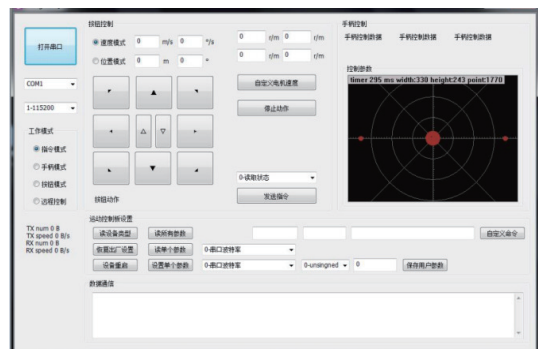 按钮控制
手柄控制
打开串口
速度模式 0 m/s 0 °/s
0 r/m 0 r/m
手柄控制数据 手柄控制数据 手柄控制数据
位置模式 0 m 0 °
0 r/m 0 r/m
控制参数
COM1
自定义电机速度
timer 295 ms width:330 height:243 point:1770
1-115200
停止动作
工作模式
指令模式
手柄模式
按钮模式
0-读取状态
远程控制
按钮动作
发送指令
运动控制板设置
TX num 0 B
TX speed 0 B/s
RX num 0 B
RX speed 0 B/s
读设备类型 读所有参数 自定义命令
恢复出厂设置 读单个参数 0-串口波特率
设备重启 设置单个参数 0-串口波特率 0-unsingned 0 保存用户参数
数据通信